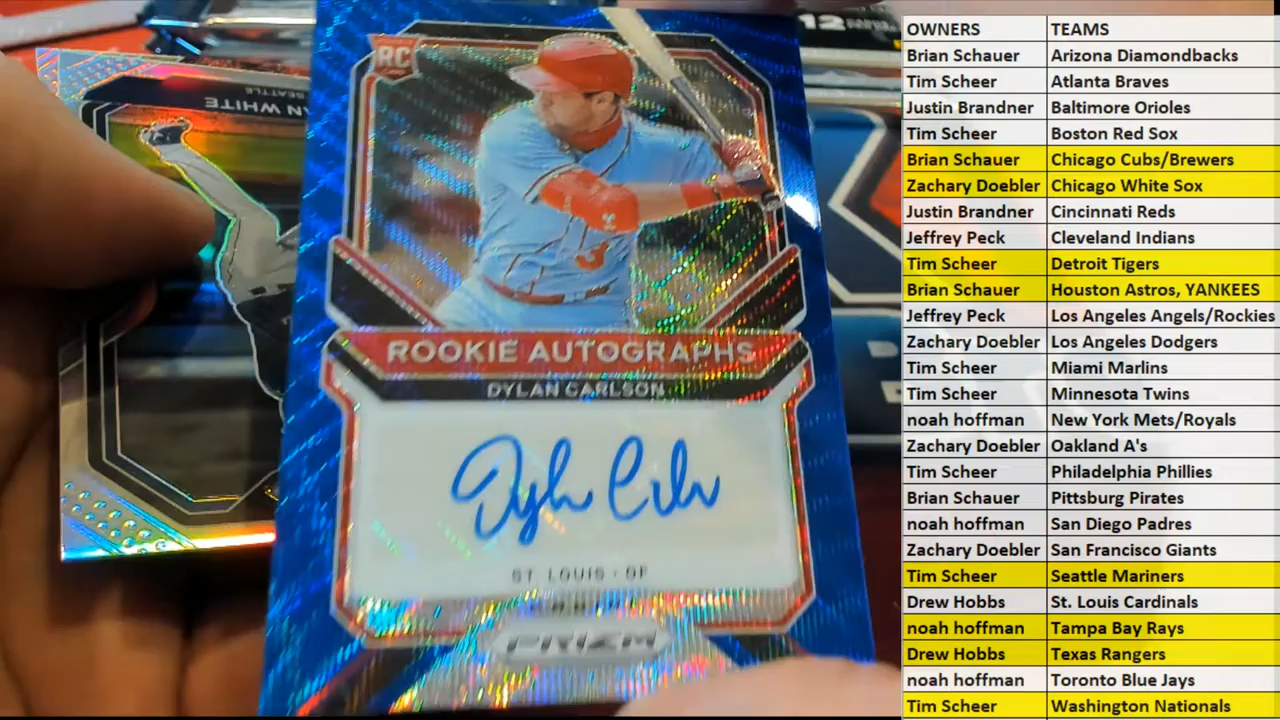 RC
12
AN WHITE
SEATTLE
3
ROOKIE AUTOGRAPHS
DYLAN CARLSON
ST LOUIS - OF
PRIZM
OWNERS TEAMS
Brian Schauer Arizona Diamondbacks
Tim Scheer Atlanta Braves
Justin Brandner Baltimore Orioles
Tim Scheer Boston Red Sox
Brian Schauer Chicago Cubs/Brewers
Zachary Doebler Chicago White Sox
Justin Brandner Cincinnati Reds
Jeffrey Peck Cleveland Indians
Tim Scheer Detroit Tigers
Brian Schauer Houston Astros, YANKEES
Jeffrey Peck Los Angeles Angels/Rockies
Zachary Doebler Los Angeles Dodgers
Tim Scheer Miami Marlins
Tim Scheer Minnesota Twins
noah hoffman New York Mets/Royals
Zachary Doebler Oakland A's
Tim Scheer Philadelphia Phillies
Brian Schauer Pittsburg Pirates
noah hoffman San Diego Padres
Zachary Doebler San Francisco Giants
Tim Scheer Seattle Mariners
Drew Hobbs St. Louis Cardinals
noah hoffman Tampa Bay Rays
Drew Hobbs Texas Rangers
noah hoffman Toronto Blue Jays
Tim Scheer Washington Nationals